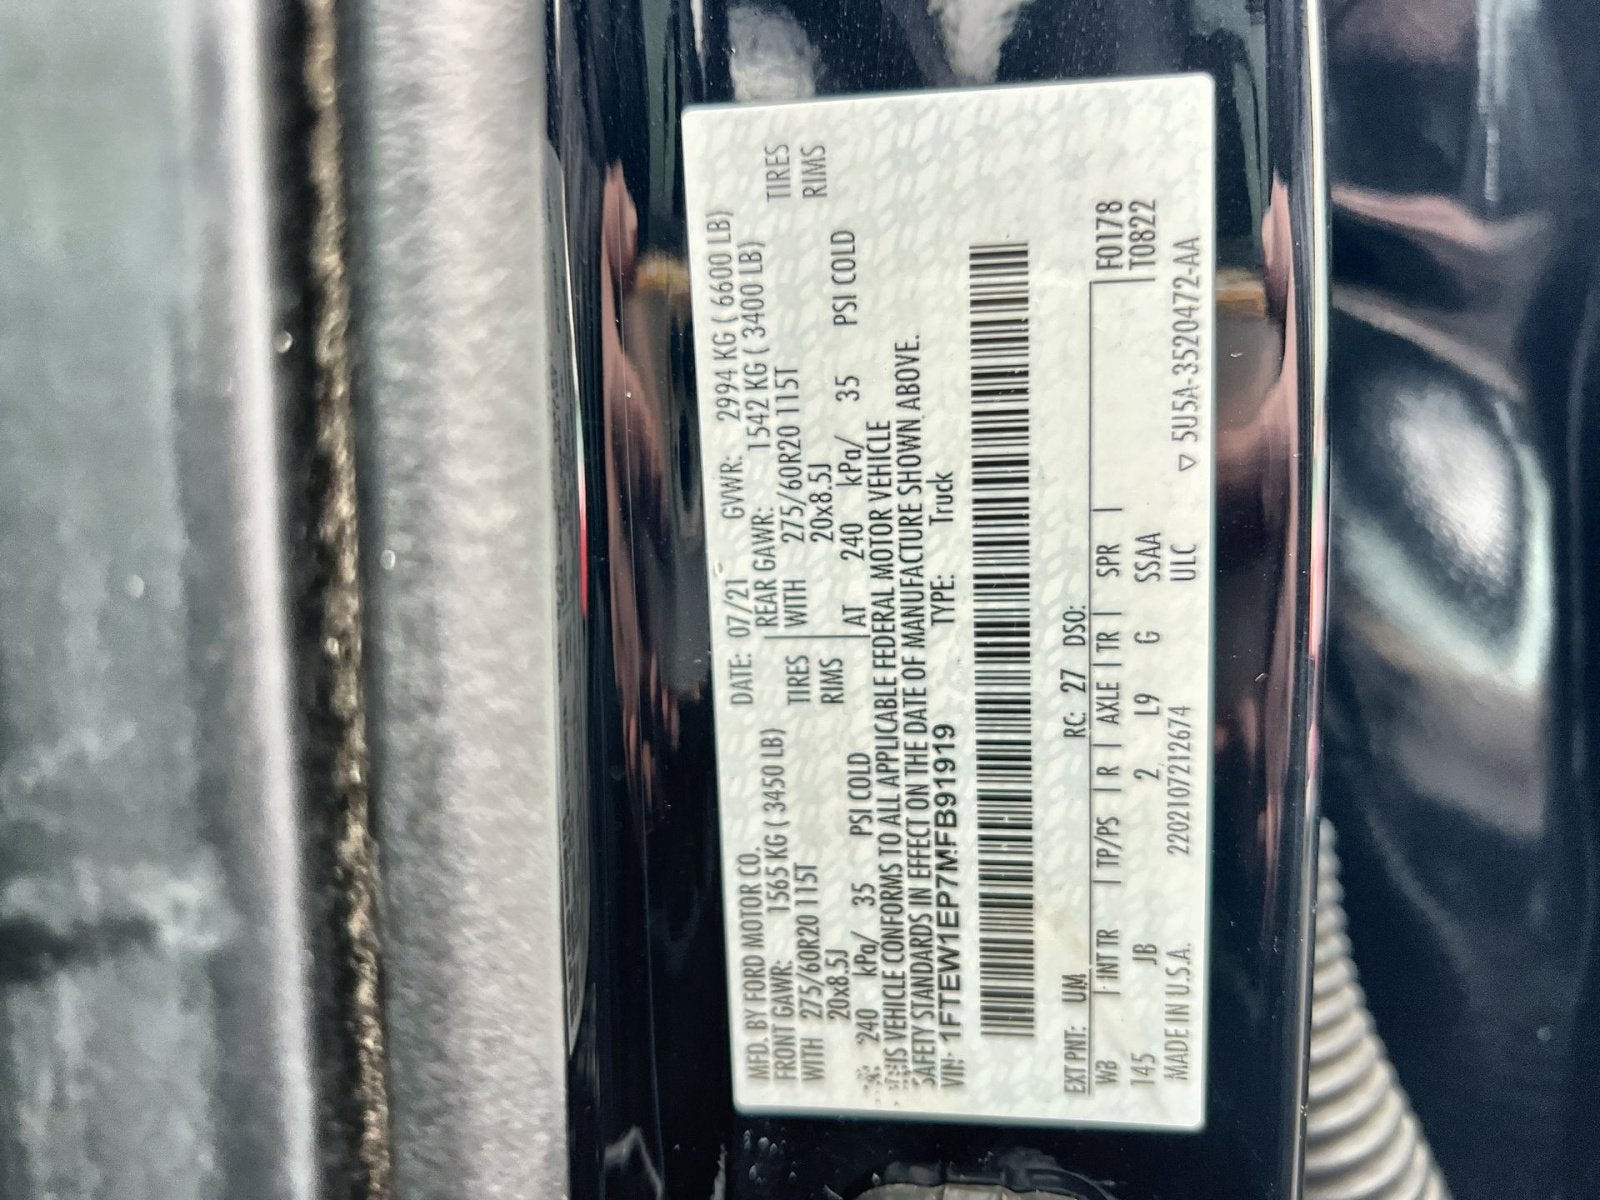 MFD. BY FORD MOTOR CO. DATE: 07/21 GVWR: 2994 KG ( 6600 LB)
FRONT GAWR: 1565 KG ( 3450 LB) REAR GAWR: 1542 KG ( 3400 LB)
WITH 275/60R20 115T TIRES WITH 275/60R20 115T TIRES
20x8.5J RIMS 20x8.5J RIMS
240 kPa/ 35 PSI COLD AT 240 kPa/ 35 PSI COLD
THIS VEHICLE CONFORMS TO ALL APPLICABLE FEDERAL MOTOR VEHICLE
SAFETY STANDARDS IN EFFECT ON THE DATE OF MANUFACTURE SHOWN ABOVE.
VIN: 1FTEW1EP7MFB91919 TYPE: Truck
EXT PNT: UM RC: 27 DSO:
WB INT TR TP/PS R AXLE TR SPR F0178
145 JB 2 L9 G SSAA T0822
MADE IN U.S.A. 220210721 2674 ULC ▽ 5U5A-3520472-AA